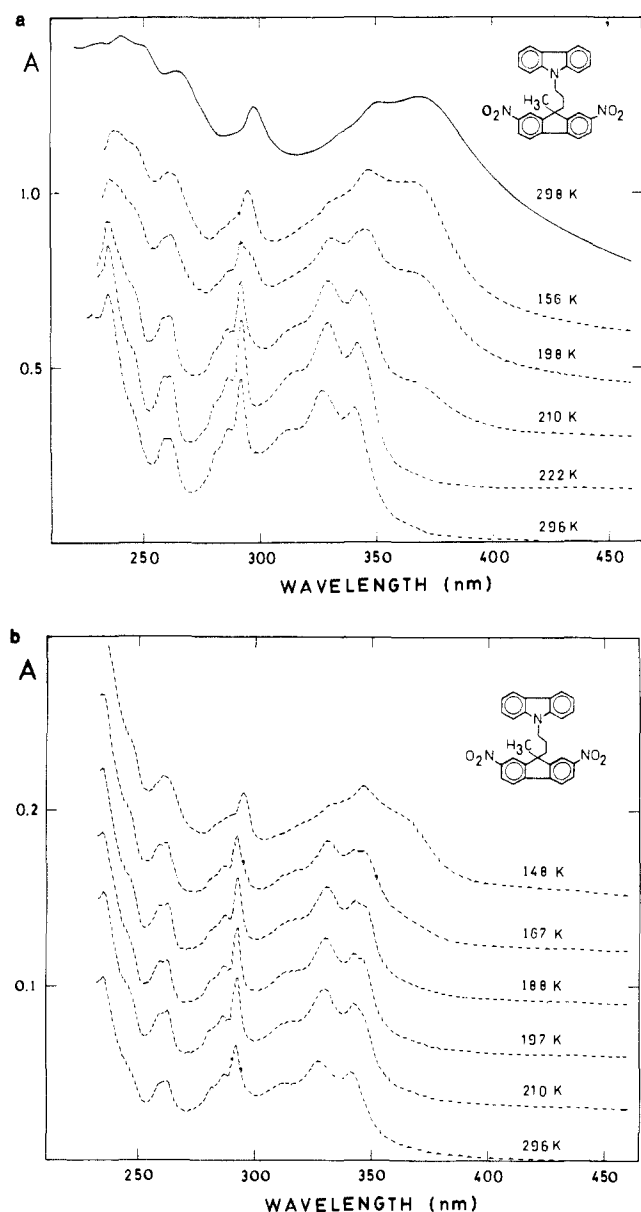 a
A
N
H3C
O2N
NO2
298 K
1.0
156 K
198 K
0.5
210 K
222 K
296K
250 300 350 400 450
WAVELENGTH (nm)
b
A
N
H3C
O2N
NO2
0.2
148 K
167 K
188 K
0.1
197 K
210 K
296K
250 300 350 400 450
WAVELENGTH (nm)